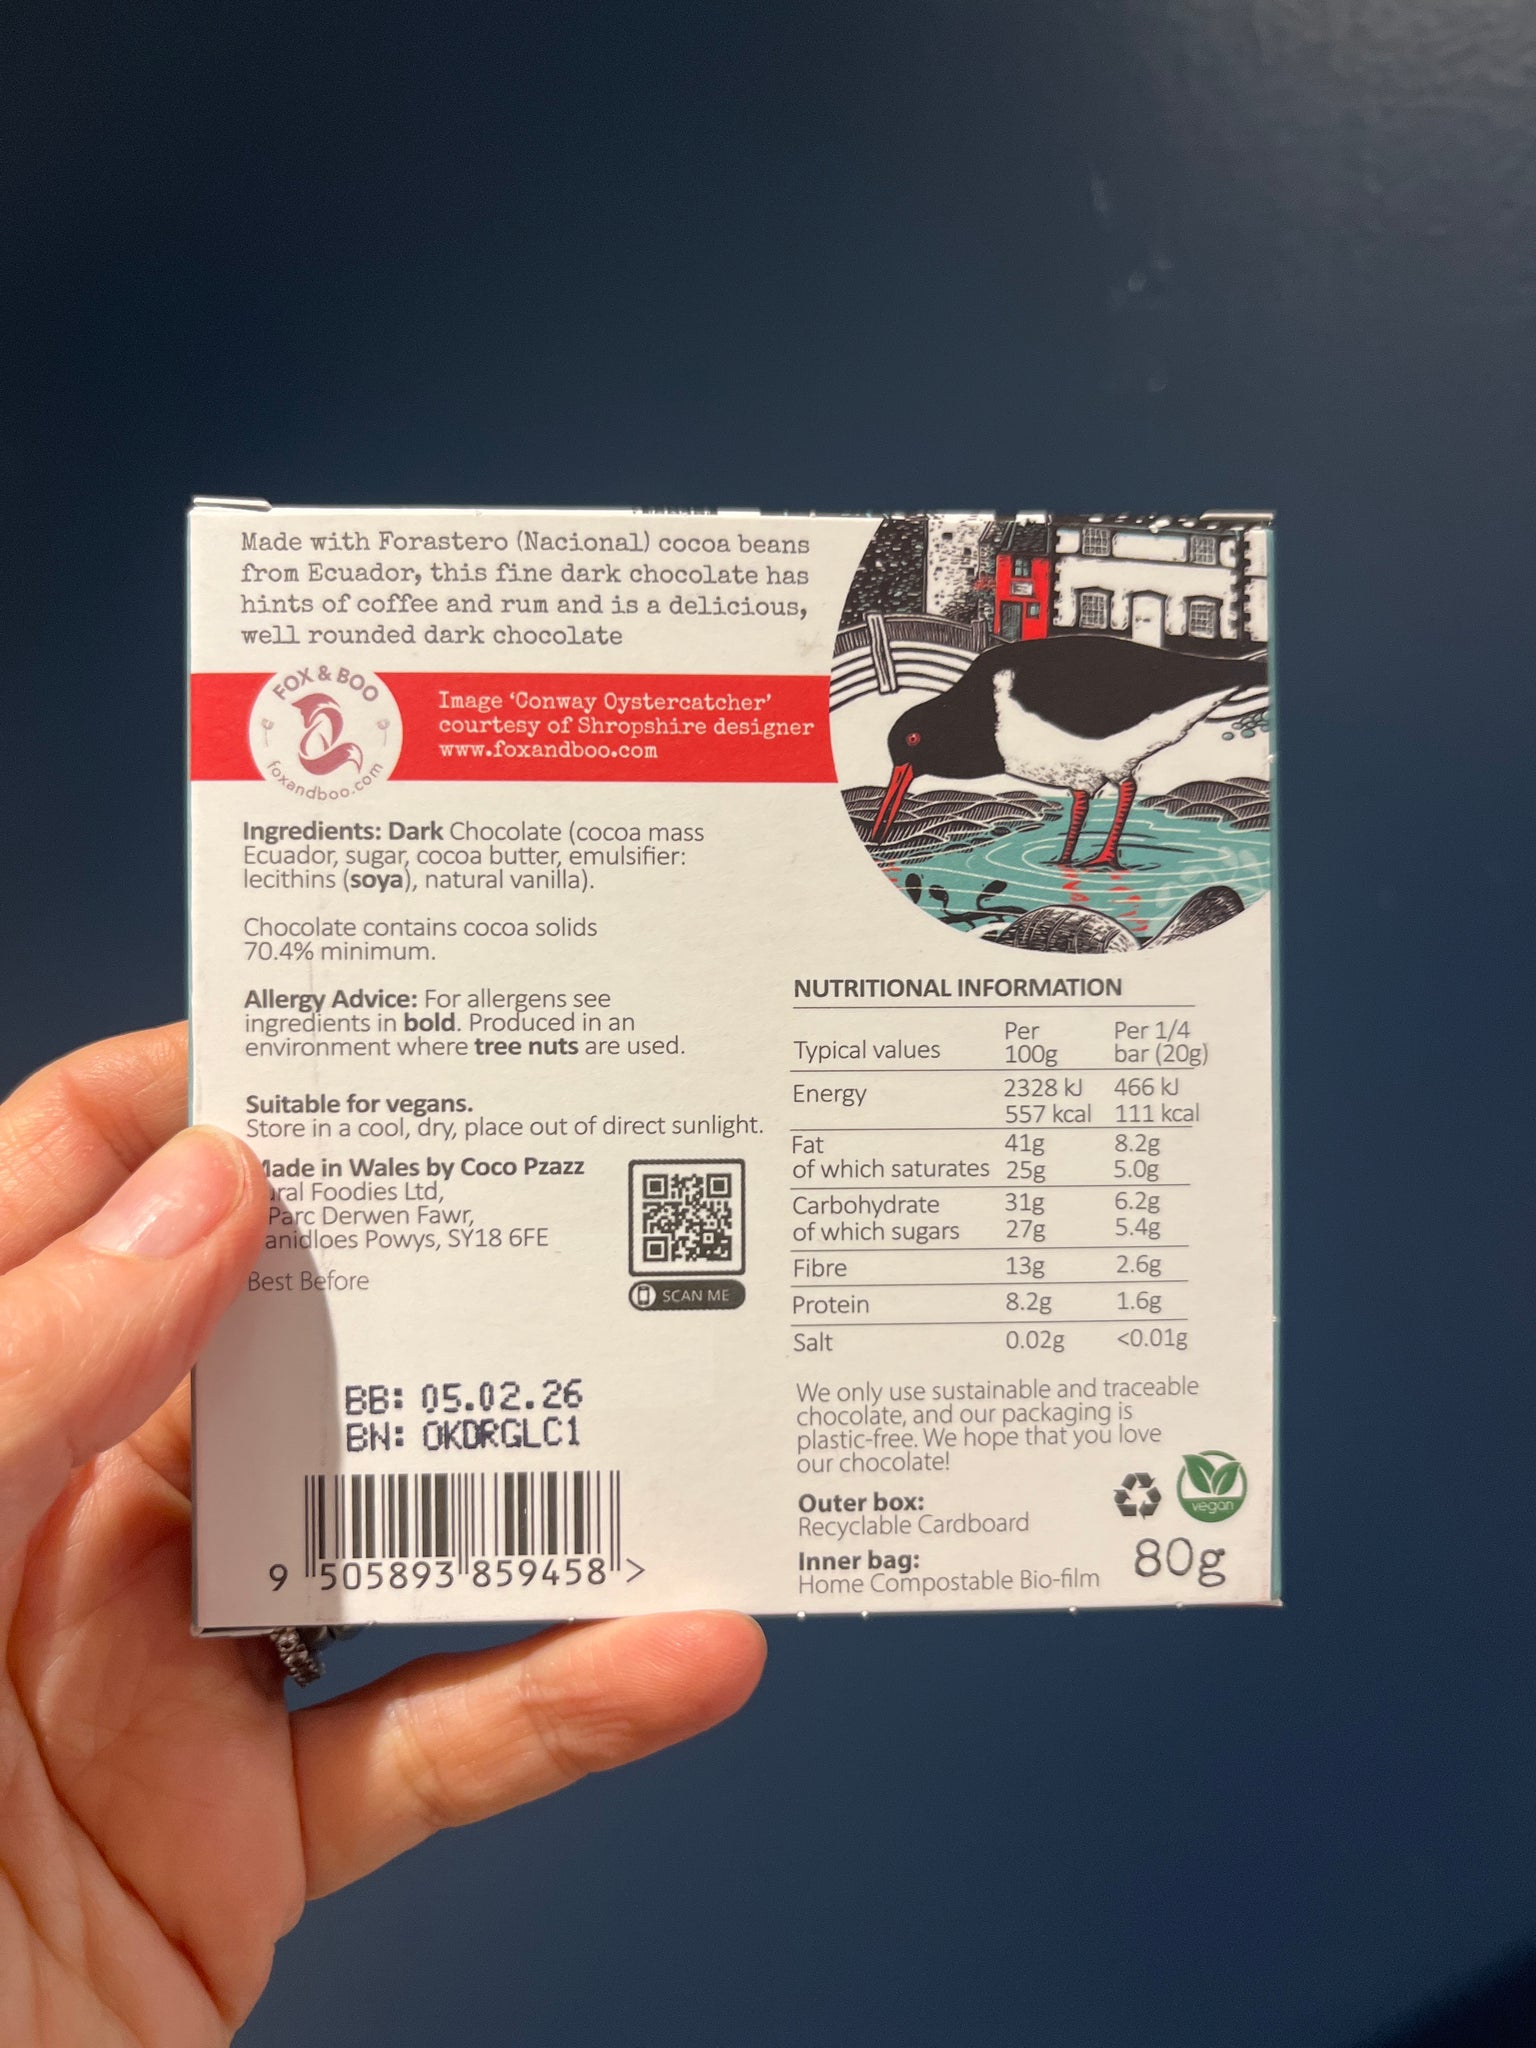 Made with Forastero (Nacional) cocoa beans
from Ecuador, this fine dark chocolate has
hints of coffee and rum and is a delicious,
well rounded dark chocolate
FOX & BOO
foxandboo.com
Image ‘Conway Oystercatcher’
courtesy of Shropshire designer
www.foxandboo.com
Ingredients: Dark Chocolate (cocoa mass
Ecuador, sugar, cocoa butter, emulsifier:
lecithins (soya), natural vanilla).
Chocolate contains cocoa solids
70.4% minimum.
Allergy Advice: For allergens see
ingredients in bold. Produced in an
environment where tree nuts are used.
Suitable for vegans.
Store in a cool, dry, place out of direct sunlight.
Made in Wales by Coco Pzazz
Foodies Ltd,
Parc Derwen Fawr,
Powys, SY18 6FE
Best Before
SCAN ME
BB: 05.02.26
BN: OKDRGLC1
9 505893 859458 >
NUTRITIONAL INFORMATION
Typical values Per 100g Per 1/4 bar (20g)
Energy 2328 kJ 466 kJ
557 kcal 111 kcal
Fat 41g 8.2g
of which saturates 25g 5.0g
Carbohydrate 31g 6.2g
of which sugars 27g 5.4g
Fibre 13g 2.6g
Protein 8.2g 1.6g
Salt 0.02g <0.01g
We only use sustainable and traceable
chocolate, and our packaging is
plastic-free. We hope that you love
our chocolate!
Outer box:
Recyclable Cardboard
Inner bag:
Home Compostable Bio-film
vegan
80g